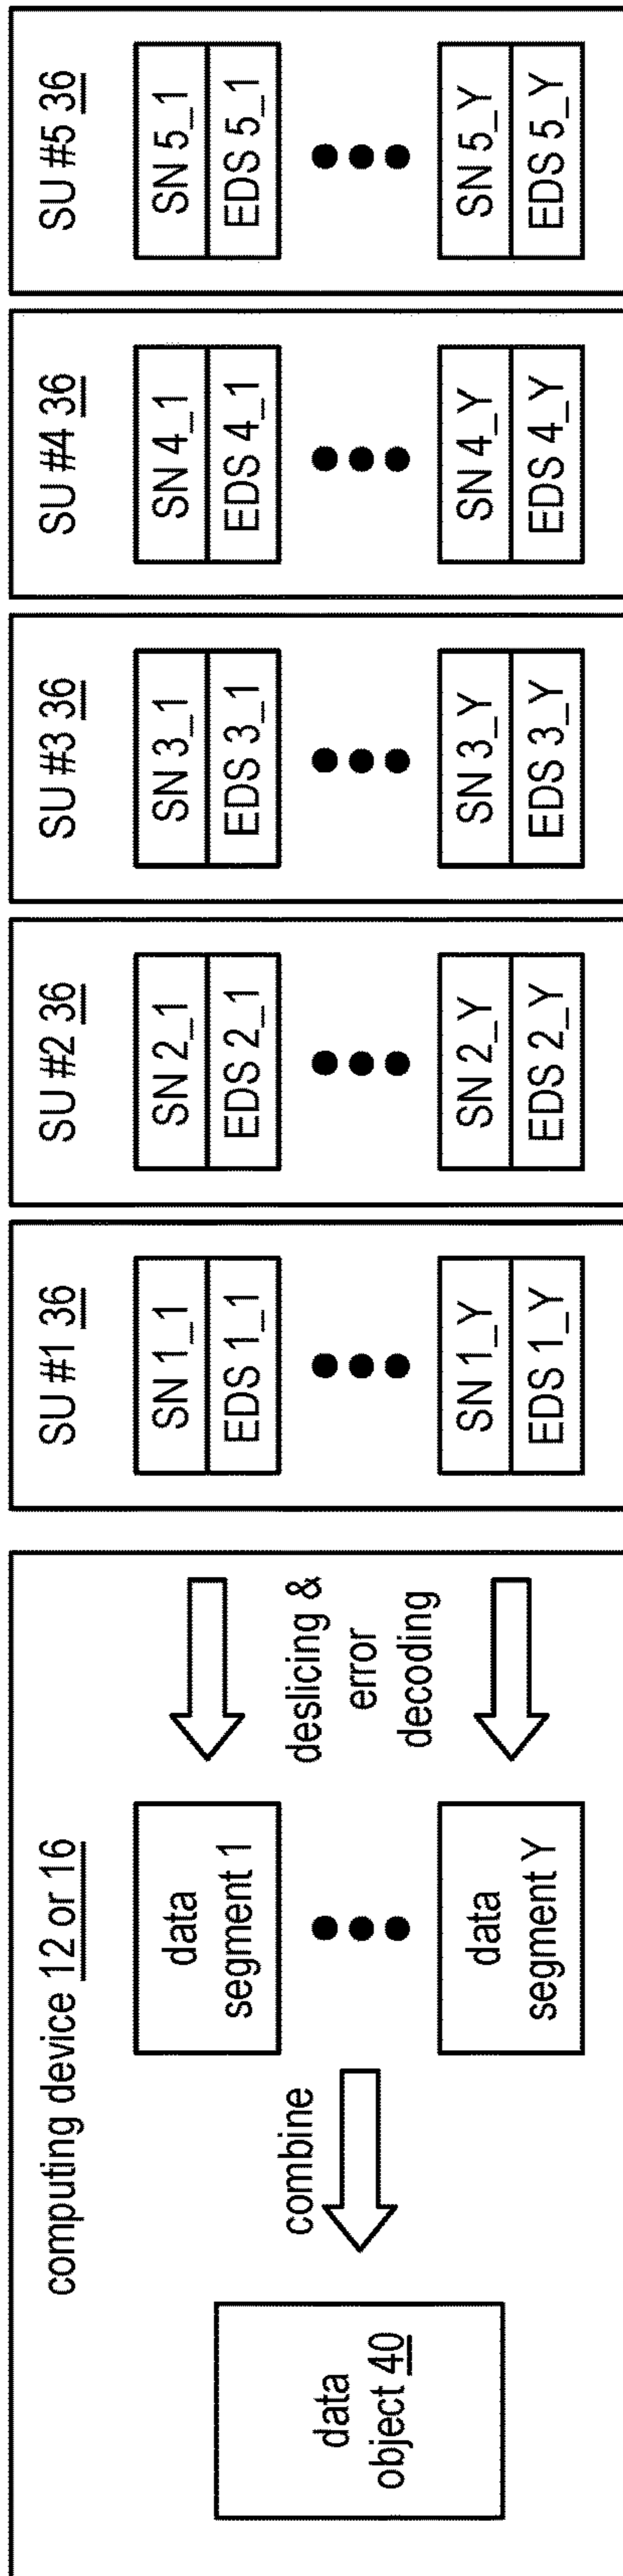 computing device 12 or 16
data
object 40
combine
data
segment 1
data
segment Y
deslicing &
error
decoding
SU #1 36
SN 1_1
EDS 1_1
SN 1_Y
EDS 1_Y
SU #2 36
SN 2_1
EDS 2_1
SN 2_Y
EDS 2_Y
SU #3 36
SN 3_1
EDS 3_1
SN 3_Y
EDS 3_Y
SU #4 36
SN 4_1
EDS 4_1
SN 4_Y
EDS 4_Y
SU #5 36
SN 5_1
EDS 5_1
SN 5_Y
EDS 5_Y